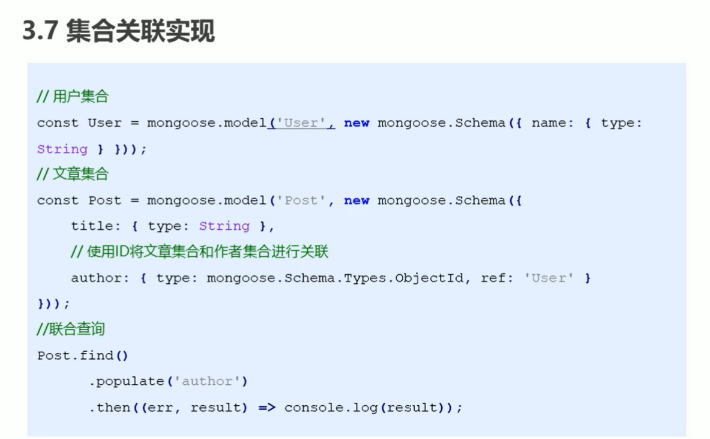 3.7 集合关联实现
// 用户集合
const User = mongoose.model('User', new mongoose.Schema({ name: { type:
String } }));
// 文章集合
const Post = mongoose.model('Post', new mongoose.Schema({
title: { type: String },
// 使用ID将文章集合和作者集合进行关联
author: { type: mongoose.Schema.Types.ObjectId, ref: 'User' }
}));
//联合查询
Post.find()
.populate('author')
.then((err, result) => console.log(result));